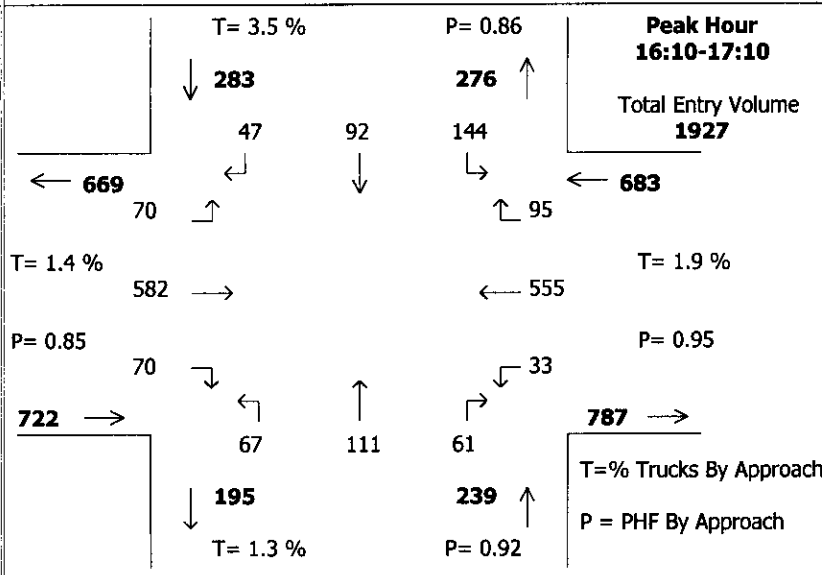 T= 3.5 % P= 0.86 Peak Hour
16:10-17:10
283 276
Total Entry Volume
47 92 144 1927
669 683
70 95
T= 1.4 % T= 1.9 %
582 555
P= 0.85 P= 0.95
70 33
722 787
67 111 61
T=% Trucks By Approach
195 239
P = PHF By Approach
T= 1.3 % P= 0.92